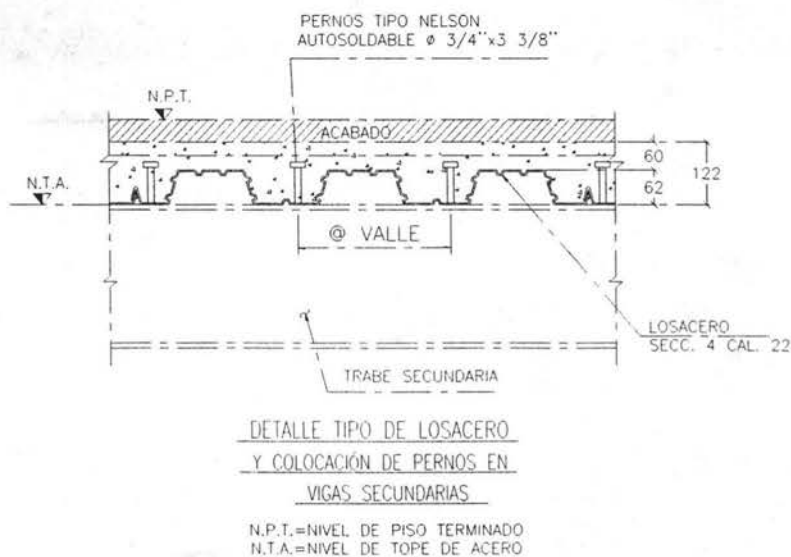 PERNOS TIPO NELSON
AUTOSOLDABLE ø 3/4"x3 3/8"
N.P.T.
ACABADO
60
122
62
N.T.A.
@ VALLE
LOSACERO
SECC. 4 CAL. 22
TRABE SECUNDARIA
DETALLE TIPO DE LOSACERO
Y COLOCACIÓN DE PERNOS EN
VIGAS SECUNDARIAS
N.P.T.=NIVEL DE PISO TERMINADO
N.T.A.=NIVEL DE TOPE DE ACERO